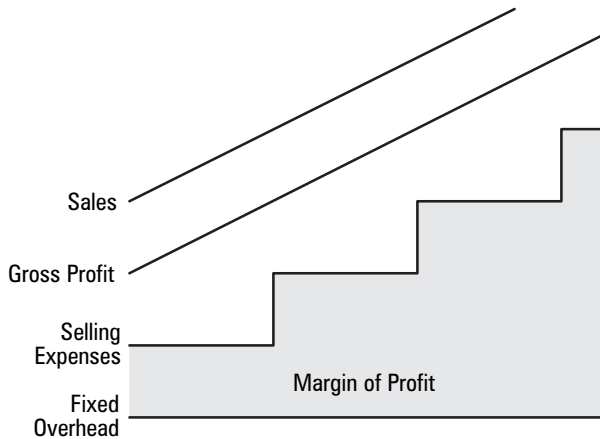 Sales
Gross Profit
Selling
Expenses
Margin of Profit
Fixed
Overhead